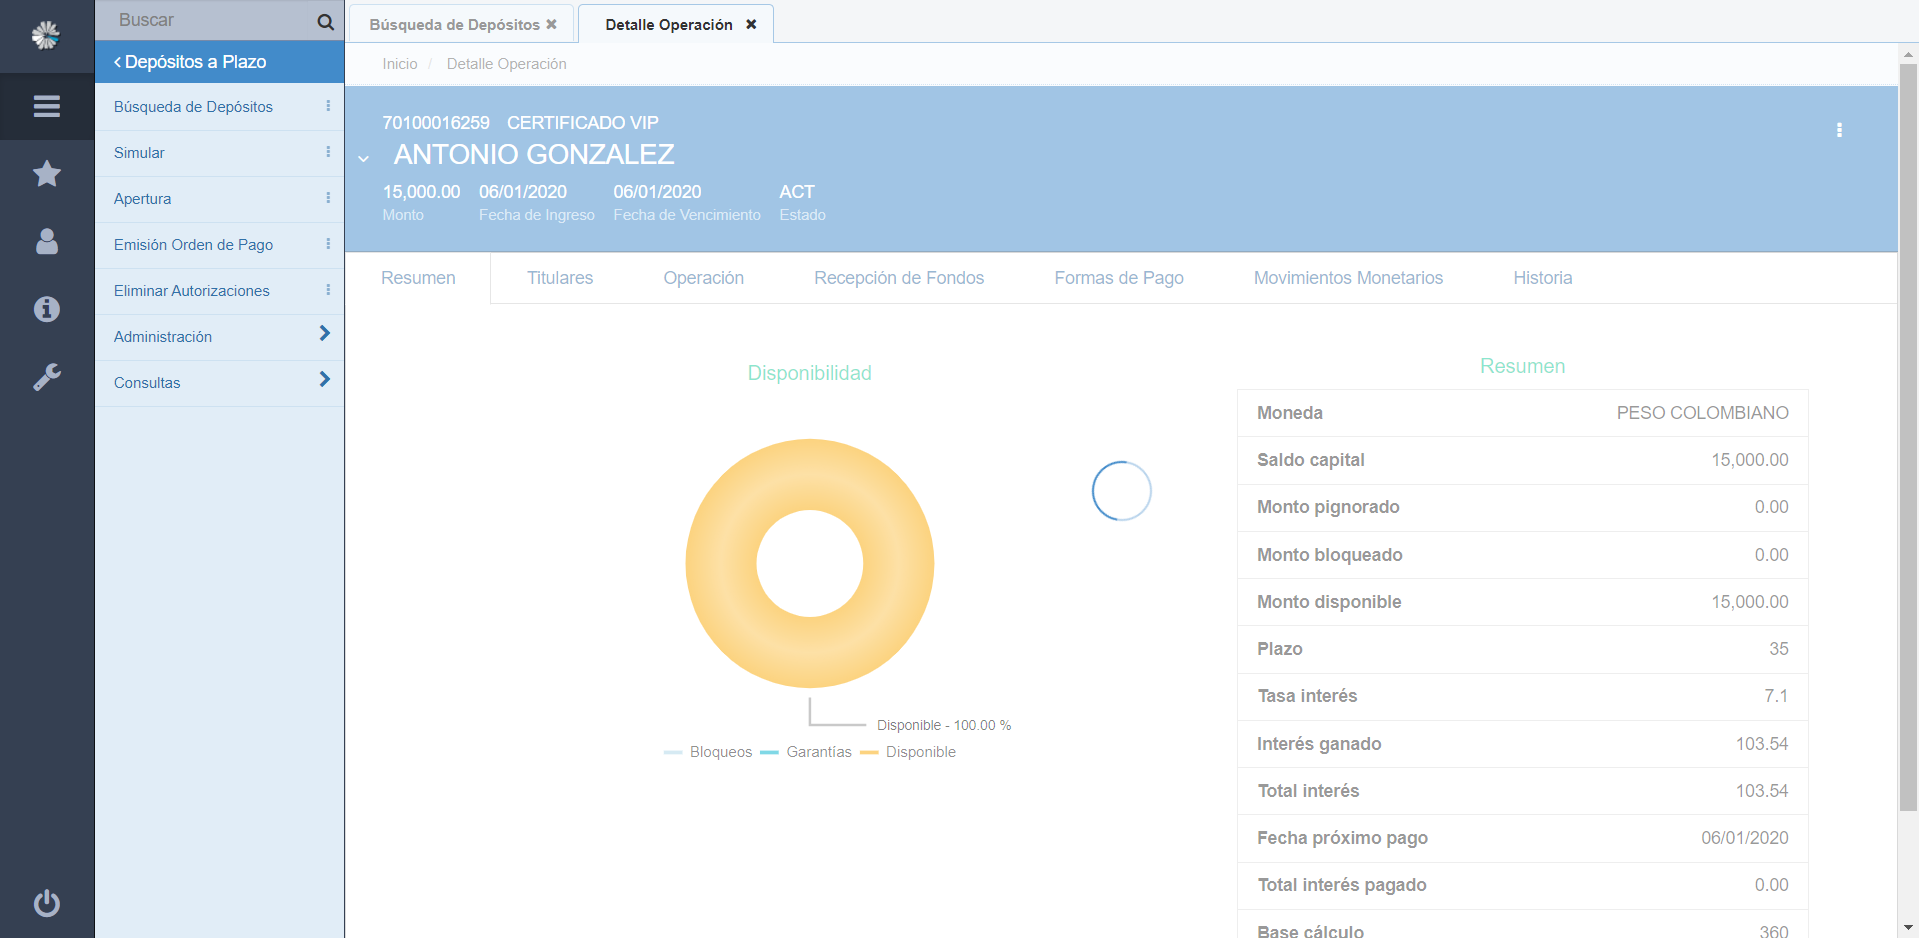 Buscar
Depósitos a Plazo
Búsqueda de Depósitos
Simular
Apertura
Emisión Orden de Pago
Eliminar Autorizaciones
Administración
Consultas
Búsqueda de Depósitos
Detalle Operación
Inicio / Detalle Operación
70100016259 CERTIFICADO VIP
ANTONIO GONZALEZ
15,000.00 06/01/2020 06/01/2020 ACT
Monto Fecha de Ingreso Fecha de Vencimiento Estado
Resumen Titulares Operación Recepción de Fondos Formas de Pago Movimientos Monetarios Historia
Disponibilidad
Disponible - 100.00 %
Bloqueos Garantías Disponible
Resumen
Moneda PESO COLOMBIANO
Saldo capital 15,000.00
Monto pignorado 0.00
Monto bloqueado 0.00
Monto disponible 15,000.00
Plazo 35
Tasa interés 7.1
Interés ganado 103.54
Total interés 103.54
Fecha próximo pago 06/01/2020
Total interés pagado 0.00
Base cálculo 360